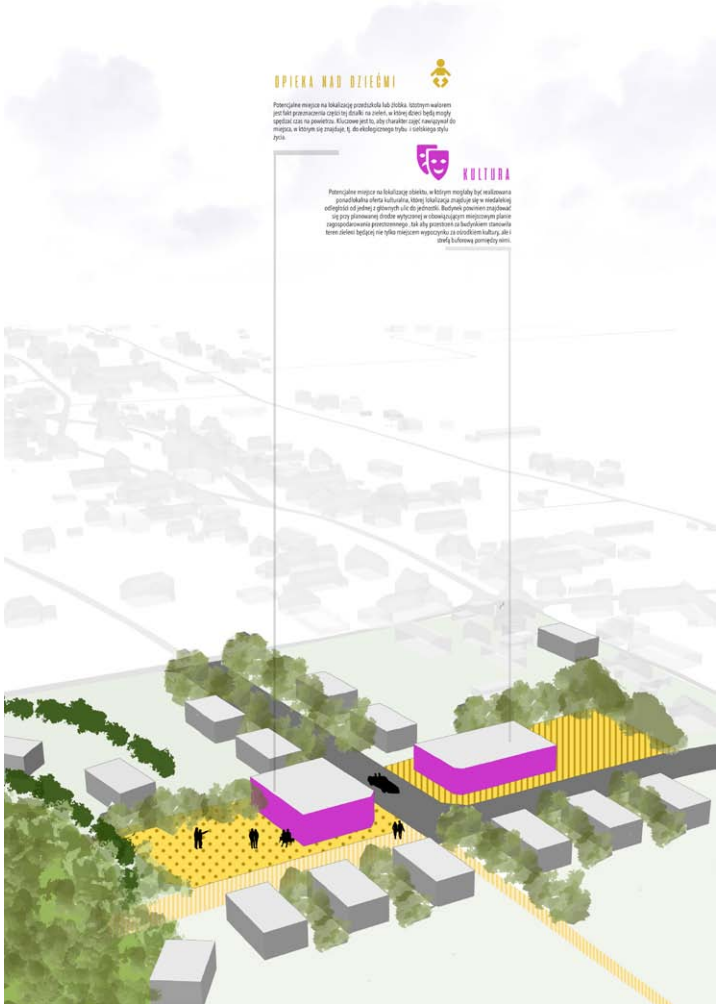 OPIEKA NAD DZIEĆMI
Potencjalne miejsce na lokalizację przedszkola lub żłobka. Istotnym walorem
jest fakt przeznaczenia części tej działki na zieleń, w której dzieci będą mogły
spędzać czas na powietrzu. Kluczowe jest to, aby charakter zajęć nawiązywał do
miejsca, w którym się znajduje, tj. do ekologicznego trybu i sielskiego stylu
życia.
KULTURA
Potencjalne miejsce na lokalizację obiektu, w którym mogłaby być realizowana
ponadlokalna oferta kulturalna, której lokalizacja znajduje się w niedalekiej
odległości od jednej z głównych ulic do jednostki. Budynek powinien znajdować
się przy planowanej drodze wytyczonej w obowiązującym miejscowym planie
zagospodarowania przestrzennego, tak aby przestrzeń za budynkiem stanowiła
teren zieleni będącej nie tylko miejscem wypoczynku za ośrodkiem kultury, ale i
strefą buforową pomiędzy nimi.